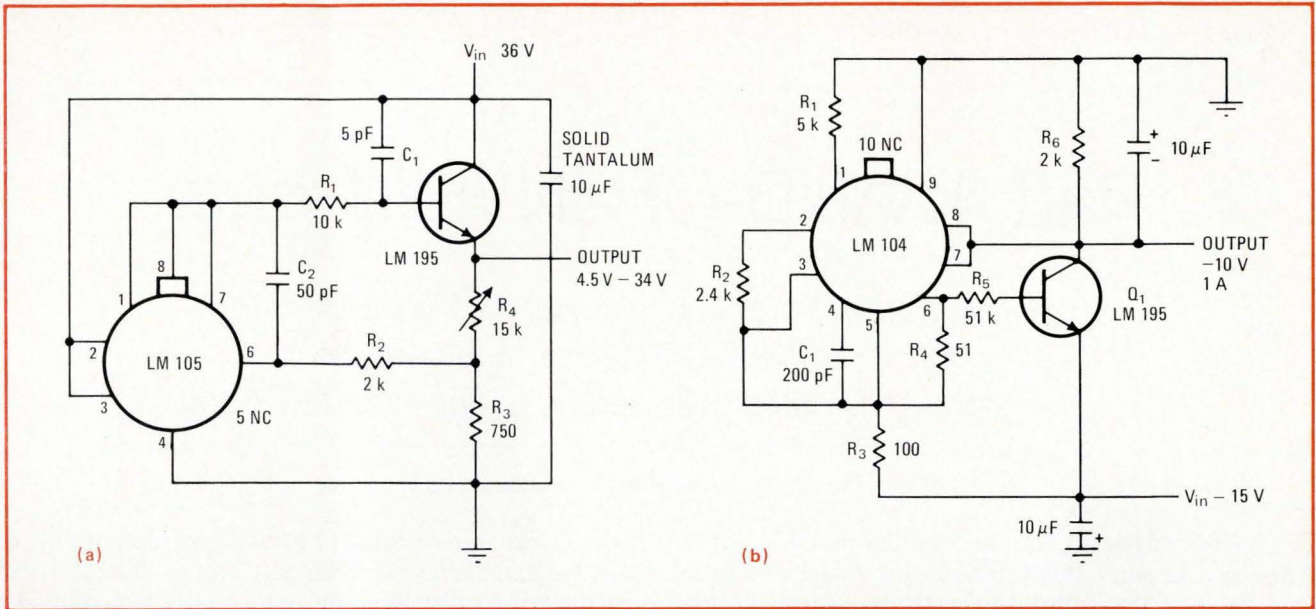 V_in 36 V
5 pF
C₁
SOLID
TANTALUM
10 μF
R₁
10 k
LM 195
OUTPUT
4.5 V – 34 V
8
1
7
C₂
50 pF
R₄
15 k
2
LM 105
6
R₂
2 k
3
5 NC
4
R₃
750
(a)
R₁
5 k
10 NC
R₆
2 k
+
–
10 μF
1
9
2
8
LM 104
7
OUTPUT
–10 V
1 A
3
R₂
2.4 k
R₅
51 k
Q₁
LM 195
4
5
6
C₁
200 pF
R₄
51
R₃
100
V_in – 15 V
10 μF
+
(b)